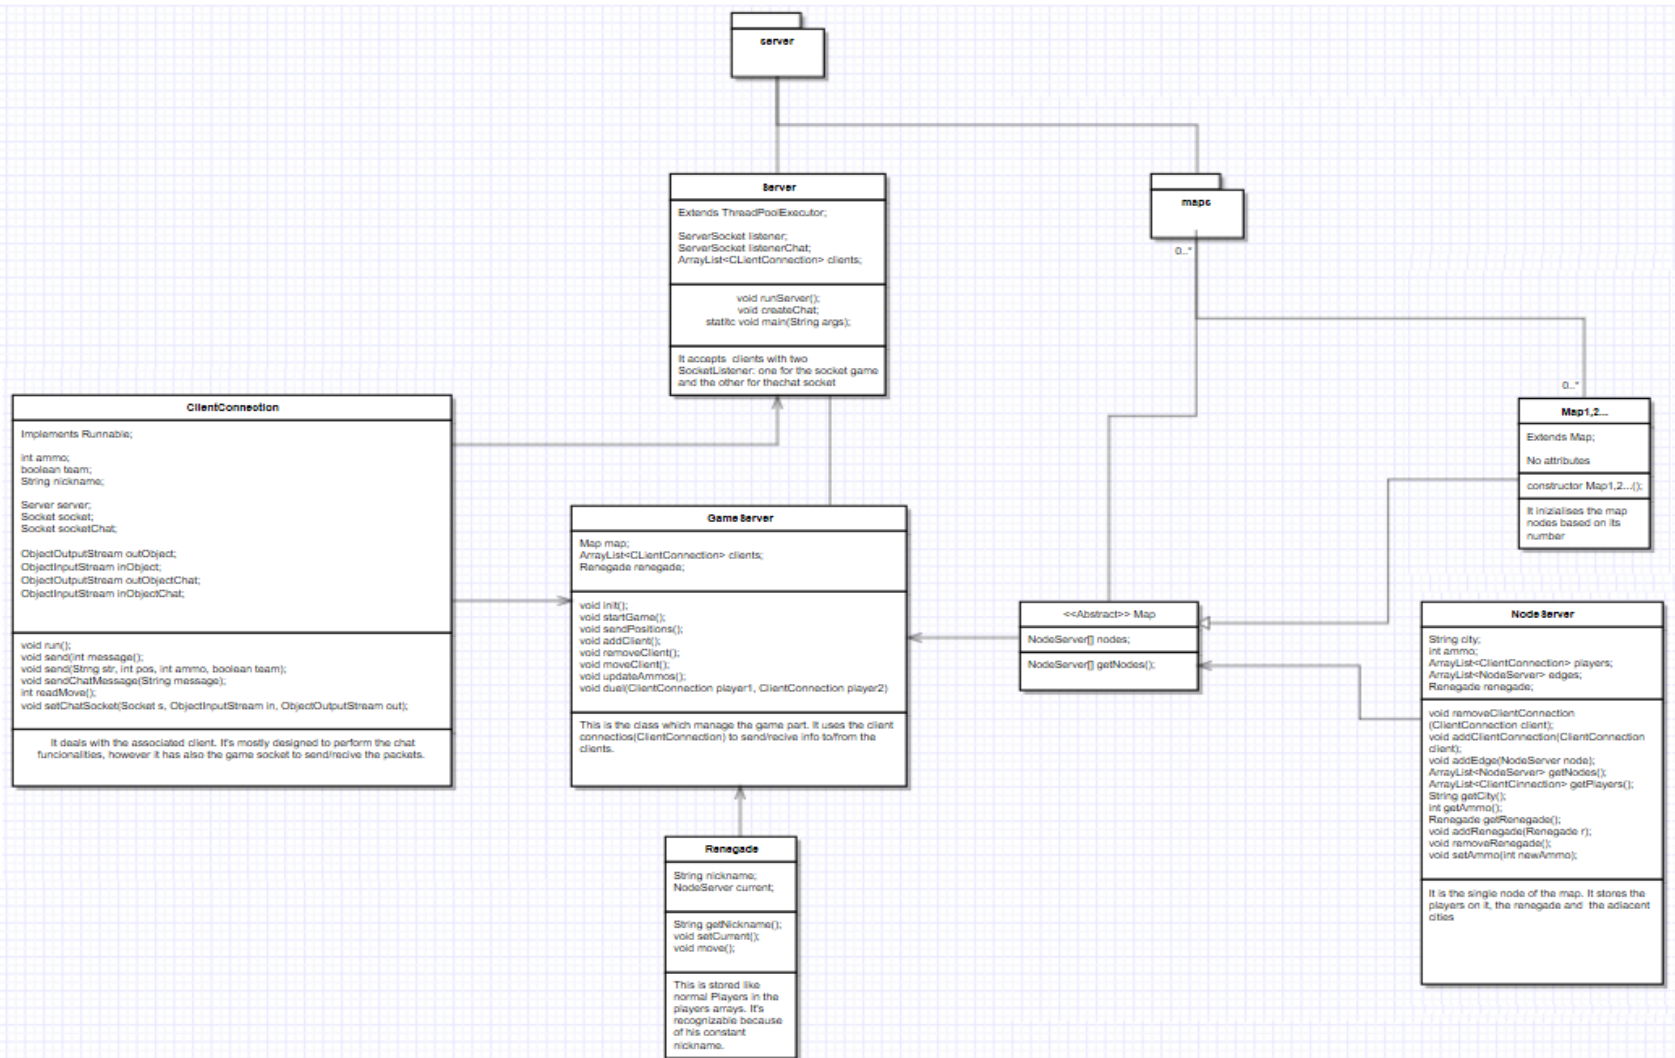 server
Server
Extends ThreadPoolExecutor;
ServerSocket listener;
ServerSocket listenerChat;
ArrayList<CLientConnection> clients;
void runServer();
void createChat;
statitc void main(String args);
It accepts clients with two
SocketListener: one for the socket game
and the other for thechat socket
maps
0..*
0..*
Map1,2...
Extends Map;
No attributes
constructor Map1,2...();
It inizialises the map
nodes based on its
number
ClientConnection
Implements Runnable;
int ammo;
boolean team;
String nickname;
Server server;
Socket socket;
Socket socketChat;
ObjectOutputStream outObject;
ObjectInputStream inObject;
ObjectOutputStream outObjectChat;
ObjectInputStream inObjectChat;
void run();
void send(int message();
void send(String str, int pos, int ammo, boolean team);
void sendChatMessage(String message);
int readMove();
void setChatSocket(Socket s, ObjectInputStream in, ObjectOutputStream out);
It deals with the associated client. It's mostly designed to perform the chat
funcionalities, however it has also the game socket to send/recive the packets.
GameServer
Map map;
ArrayList<CLientConnection> clients;
Renegade renegade;
void init();
void startGame();
void sendPositions();
void addClient();
void removeClient();
void moveClient();
void updateAmmos();
void duel(ClientConnection player1, ClientConnection player2)
This is the class which manage the game part. It uses the client
connectios(ClientConnection) to send/recive info to/from the
clients.
<<Abstract>> Map
NodeServer[] nodes;
NodeServer[] getNodes();
NodeServer
String city;
int ammo;
ArrayList<ClientConnection> players;
ArrayList<NodeServer> edges;
Renegade renegade;
void removeClientConnection
(ClientConnection client);
void addClientConnection(ClientConnection
client);
void addEdge(NodeServer node);
ArrayList<NodeServer> getNodes();
ArrayList<ClientCinnection> getPlayers();
String getCity();
int getAmmo();
Renegade getRenegade();
void addRenegade(Renegade r);
void removeRenegade();
void setAmmo(int newAmmo);
It is the single node of the map. It stores the
players on it, the renegade and the adiacent
cities
Renegade
String nickname;
NodeServer current;
String getNickname();
void setCurrent();
void move();
This is stored like
normal Players in the
players arrays. It's
recognizable because
of his constant
nickname.